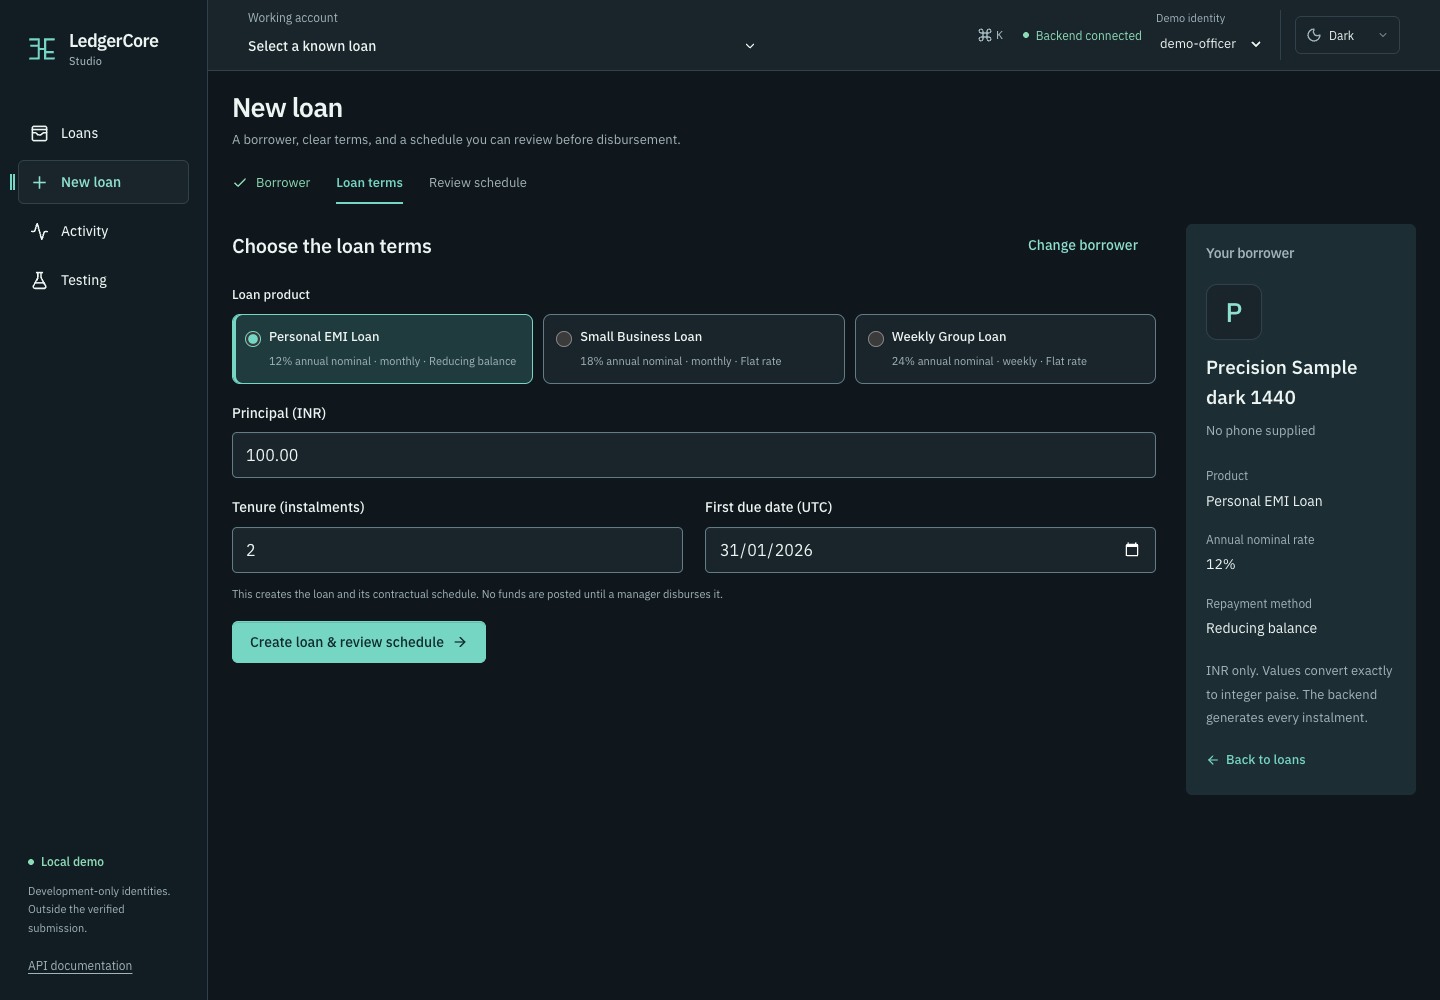 LedgerCore
Studio
Loans
New loan
Activity
Testing
Local demo
Development-only identities.
Outside the verified
submission.
API documentation
Working account
Select a known loan
⌘ K
Backend connected
Demo identity
demo-officer
Dark
New loan
A borrower, clear terms, and a schedule you can review before disbursement.
Borrower
Loan terms
Review schedule
Choose the loan terms
Change borrower
Loan product
Personal EMI Loan
12% annual nominal · monthly · Reducing balance
Small Business Loan
18% annual nominal · monthly · Flat rate
Weekly Group Loan
24% annual nominal · weekly · Flat rate
Principal (INR)
100.00
Tenure (instalments)
2
First due date (UTC)
31/01/2026
This creates the loan and its contractual schedule. No funds are posted until a manager disburses it.
Create loan & review schedule
Your borrower
P
Precision Sample
dark 1440
No phone supplied
Product
Personal EMI Loan
Annual nominal rate
12%
Repayment method
Reducing balance
INR only. Values convert exactly
to integer paise. The backend
generates every instalment.
Back to loans